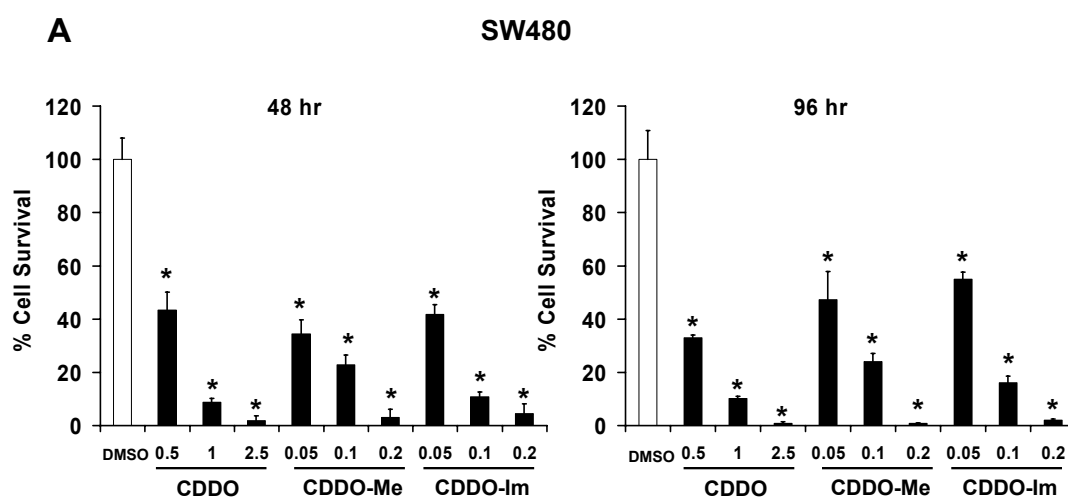 A
SW480
48 hr
% Cell Survival
120
100
80
60
40
20
0
* * * * * * * * *
DMSO 0.5 1 2.5 0.05 0.1 0.2 0.05 0.1 0.2
CDDO CDDO-Me CDDO-Im
96 hr
% Cell Survival
120
100
80
60
40
20
0
* * * * * * * * *
DMSO 0.5 1 2.5 0.05 0.1 0.2 0.05 0.1 0.2
CDDO CDDO-Me CDDO-Im